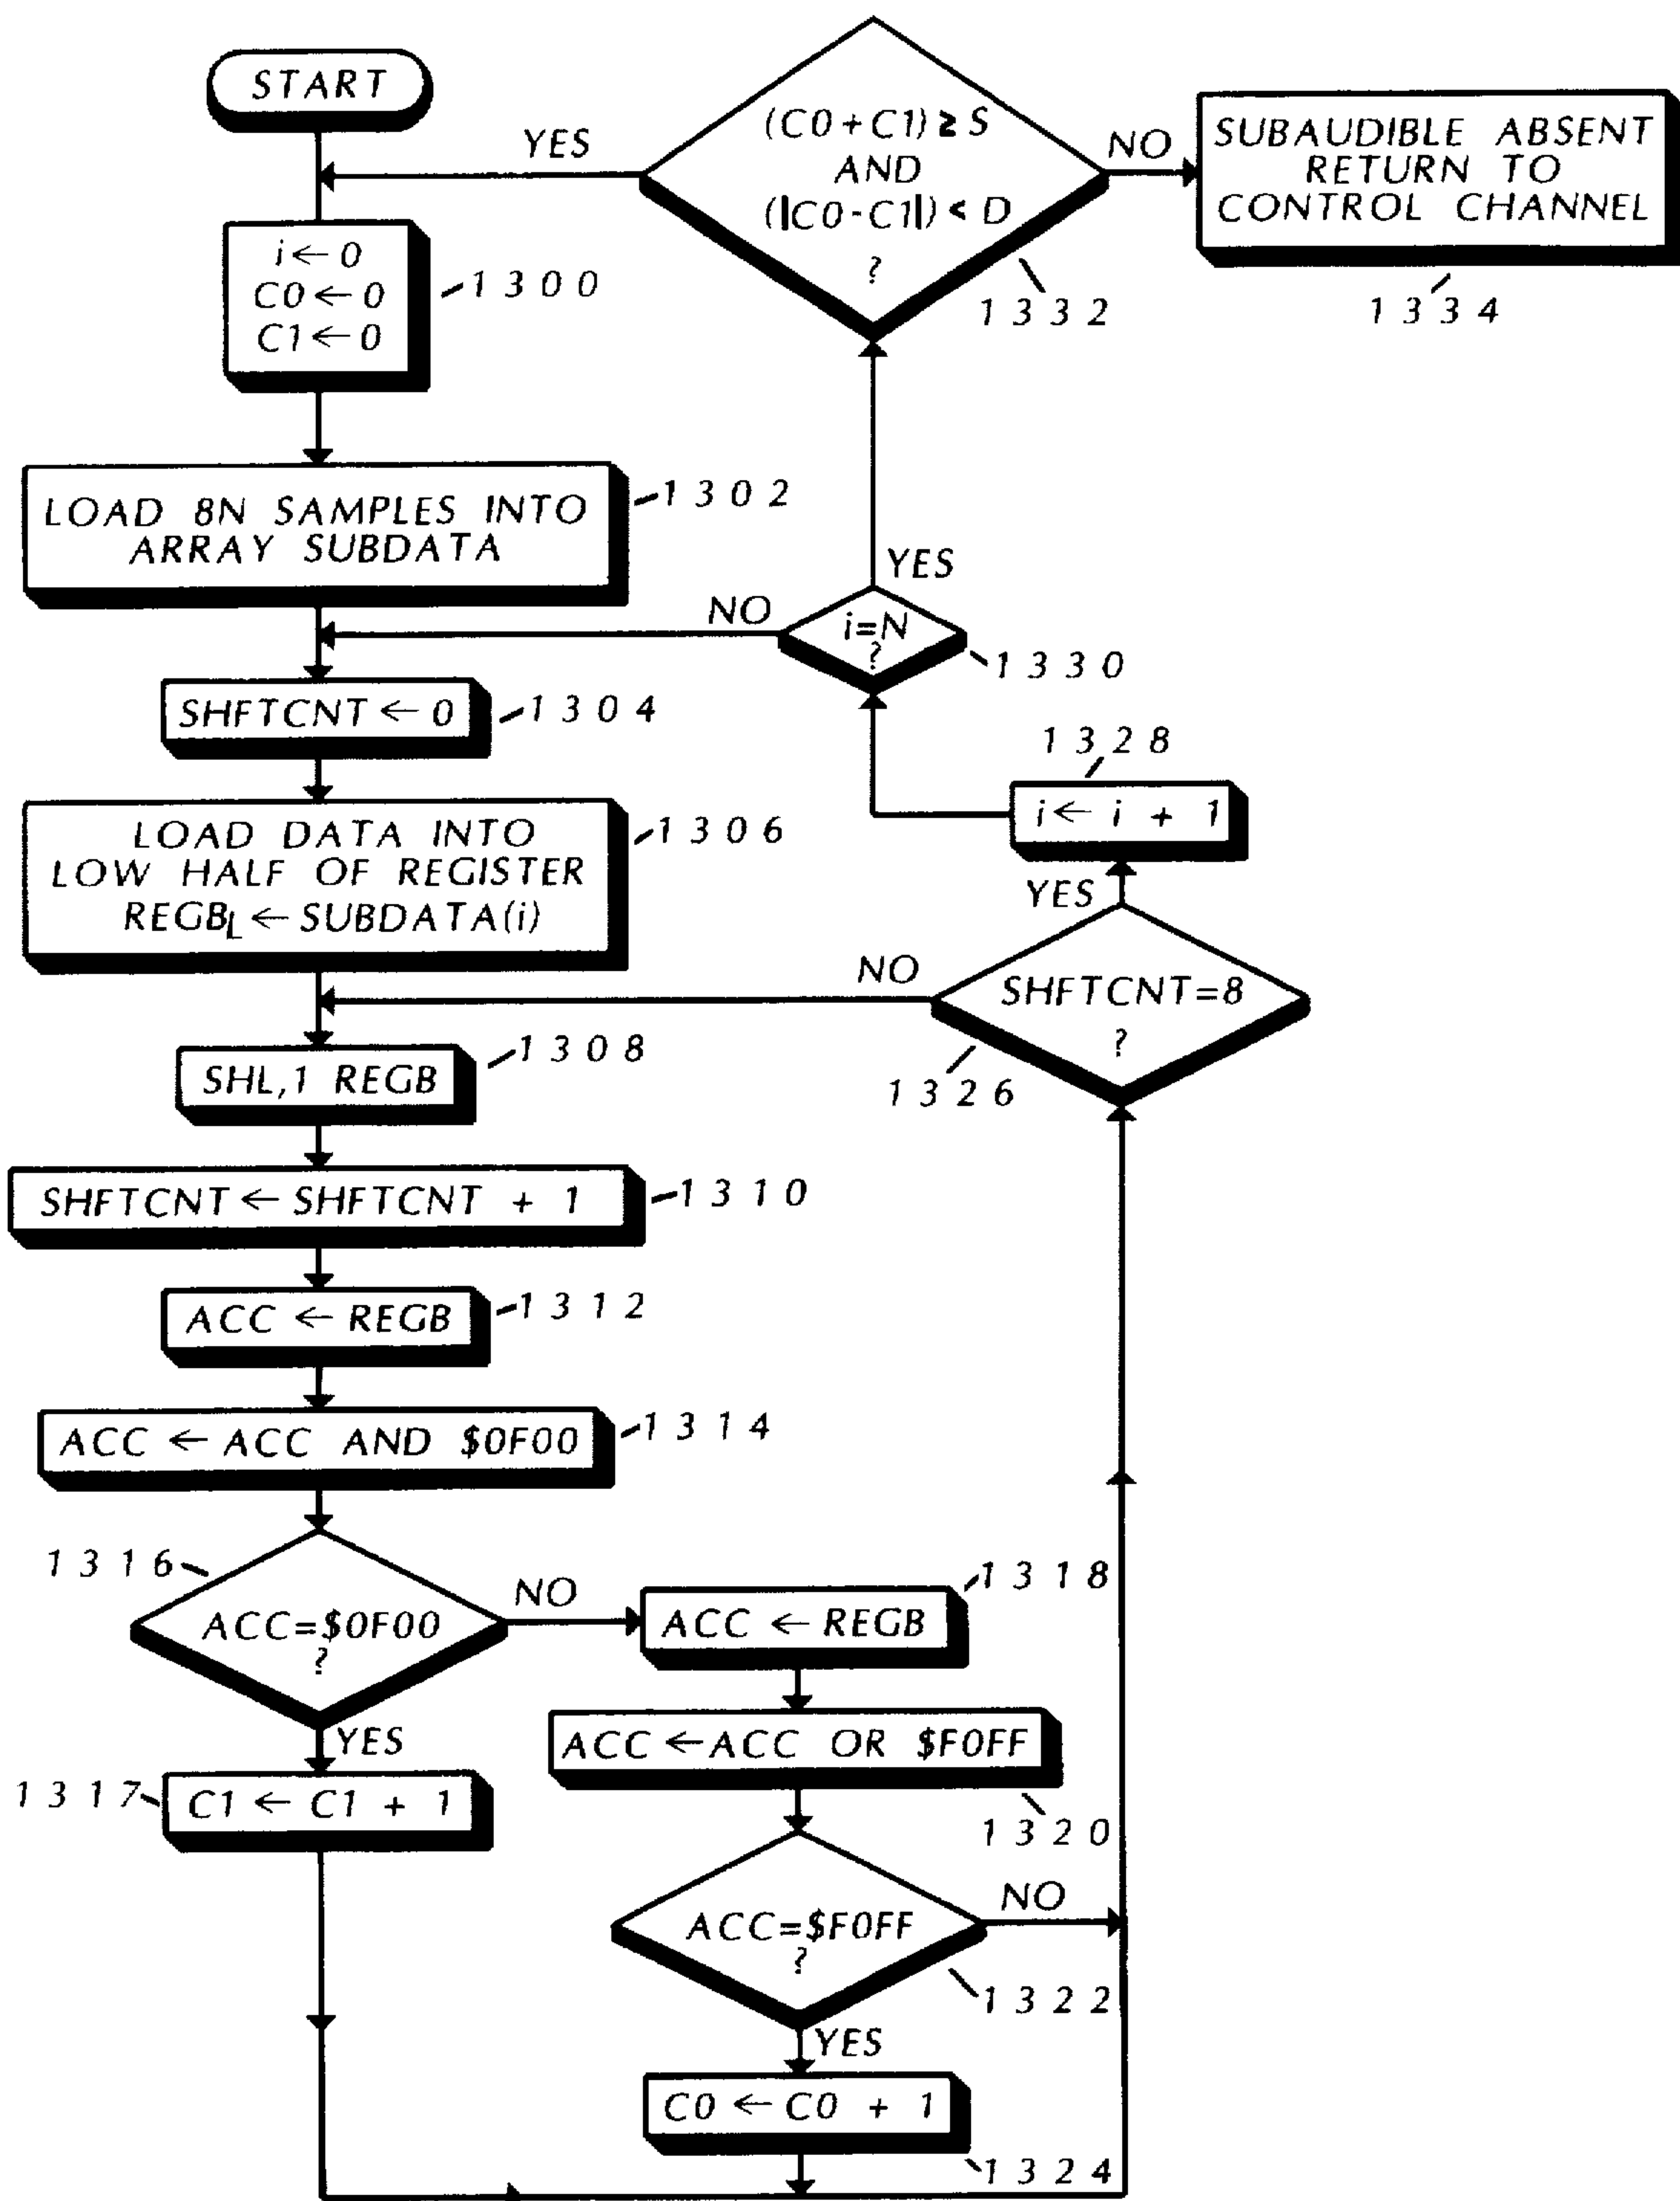 START
i ← 0
C0 ← 0
C1 ← 0
1300
LOAD 8N SAMPLES INTO
ARRAY SUBDATA
1302
SHFTCNT ← 0
1304
LOAD DATA INTO
LOW HALF OF REGISTER
REGBL ← SUBDATA(i)
1306
SHL,1 REGB
1308
SHFTCNT ← SHFTCNT + 1
1310
ACC ← REGB
1312
ACC ← ACC AND $0F00
1314
1316
ACC=$0F00
?
NO
YES
1317
C1 ← C1 + 1
ACC ← REGB
1318
ACC ← ACC OR $F0FF
1320
ACC=$F0FF
?
NO
1322
YES
C0 ← C0 + 1
1324
SHFTCNT=8
?
1326
NO
YES
i ← i + 1
1328
i=N
?
1330
NO
YES
(C0+C1) ≥ S
AND
(|C0-C1|) < D
?
1332
YES
NO
SUBAUDIBLE ABSENT
RETURN TO
CONTROL CHANNEL
1334